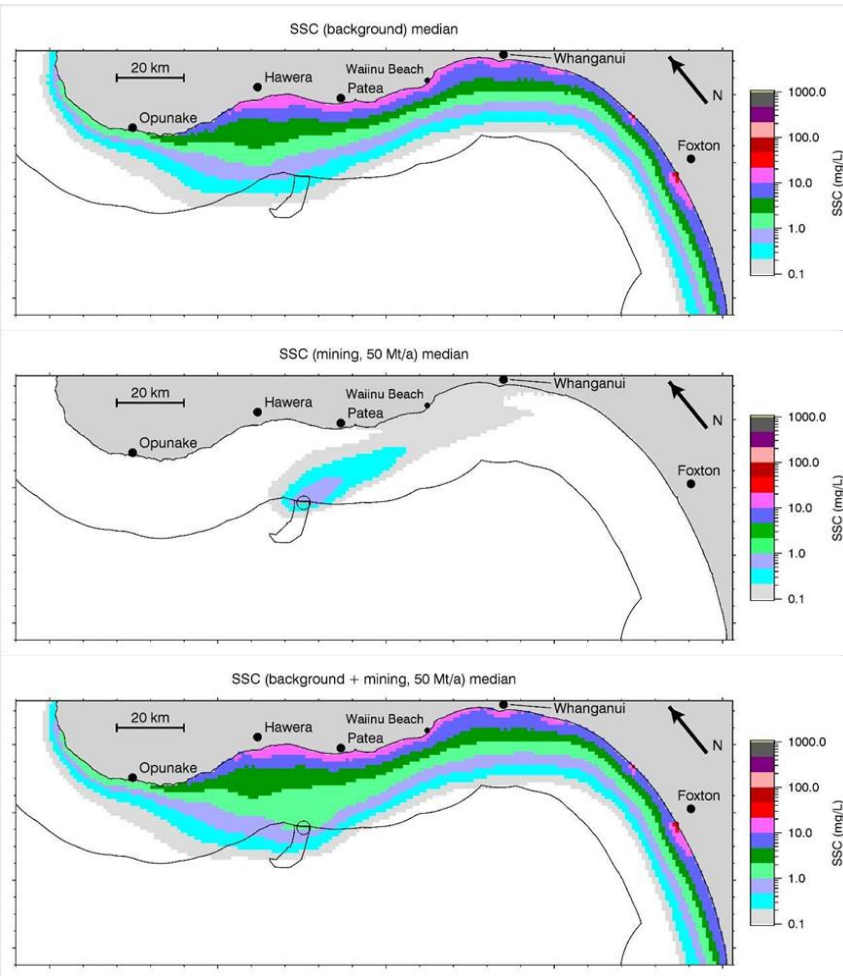 SSC (background) median
Whanganui
20 km
Hawera
Waiinu Beach
Patea
Opunake
N
Foxton
1000.0
100.0
10.0
1.0
0.1
SSC (mg/L)
SSC (mining, 50 Mt/a) median
Whanganui
20 km
Hawera
Waiinu Beach
Patea
Opunake
N
Foxton
1000.0
100.0
10.0
1.0
0.1
SSC (mg/L)
SSC (background + mining, 50 Mt/a) median
Whanganui
20 km
Hawera
Waiinu Beach
Patea
Opunake
N
Foxton
1000.0
100.0
10.0
1.0
0.1
SSC (mg/L)